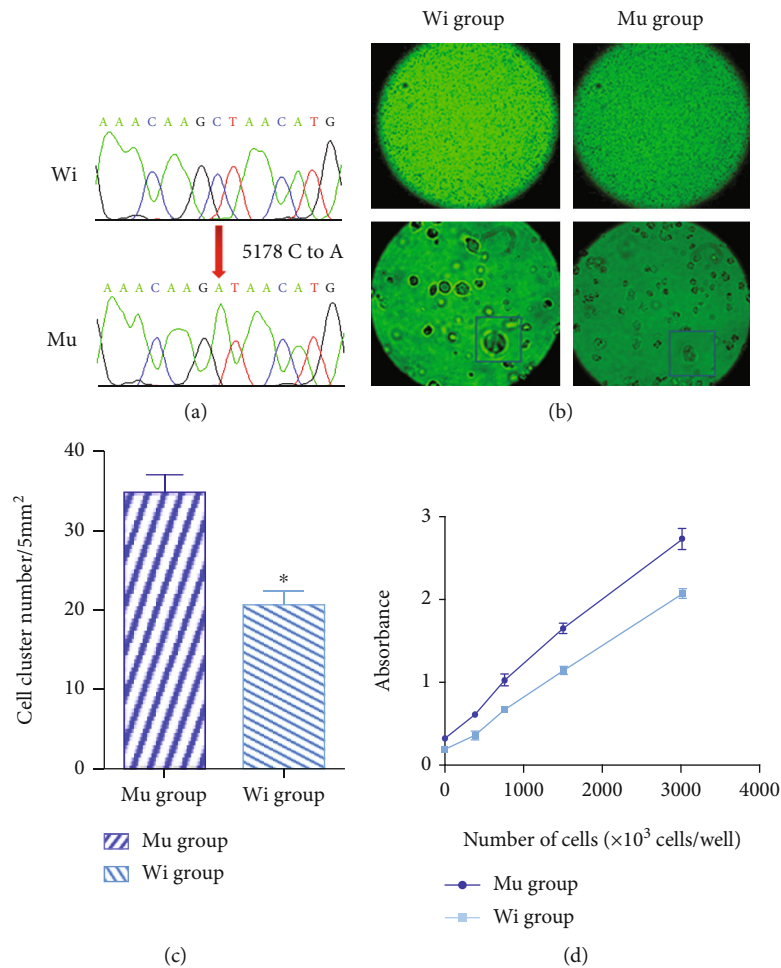 Wi group
Mu group
A A A C A A G C T A A C A T G
Wi
5178 C to A
A A A C A A G A T A A C A T G
Mu
(a)
(b)
Cell cluster number/5mm²
40
35
20
10
0
*
Mu group
Wi group
Mu group
Wi group
(c)
Absorbance
3
2
1
0
0 1000 2000 3000 4000
Number of cells (×10³ cells/well)
Mu group
Wi group
(d)